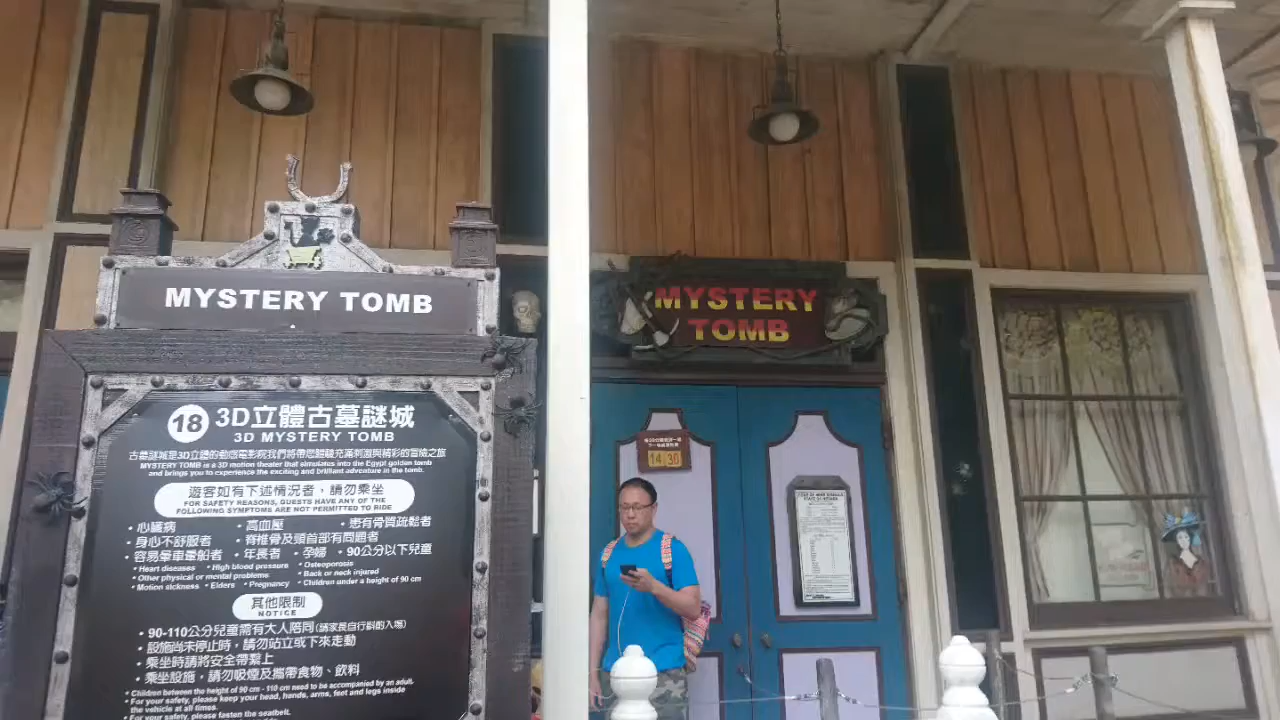 MYSTERY TOMB
18 3D立體古墓謎城
3D MYSTERY TOMB
古墓謎城是3D立體的動感電影院我們將帶您體驗充滿刺激與精彩的冒險之旅
MYSTERY TOMB is a 3D motion theater that simulates into the Egypt golden tomb
and brings you to experience the exciting and brilliant adventure in the tomb.
遊客如有下述情況者,請勿乘坐
FOR SAFETY REASONS, GUESTS HAVE ANY OF THE
FOLLOWING SYMPTOMS ARE NOT PERMITTED TO RIDE
・心臟病 ・高血壓 ・患有骨質疏鬆者
・身心不舒服者 ・脊椎骨及頸首部有問題者
・容易暈車暈船者 ・年長者 ・孕婦 ・90公分以下兒童
• Heart diseases • High blood pressure • Osteoporosis
• Other physical or mental problems • Back or neck injured
• Motion sickness • Elders • Pregnancy • Children under a height of 90 cm
其他限制
NOTICE
・90-110公分兒童需有大人陪同(請家長自行斟酌入場)
・設施尚未停止時,請勿站立或下來走動
・乘坐時請將安全帶繫上
・乘坐設施,請勿吸煙及攜帶食物、飲料
• Children between the height of 90 cm - 110 cm need to be accompanied by an adult.
• For your safety, please keep your head, hands, arms, feet and legs inside
the vehicle at all times.
• For your safety, please fasten the seatbelt.
MYSTERY
TOMB
14 30